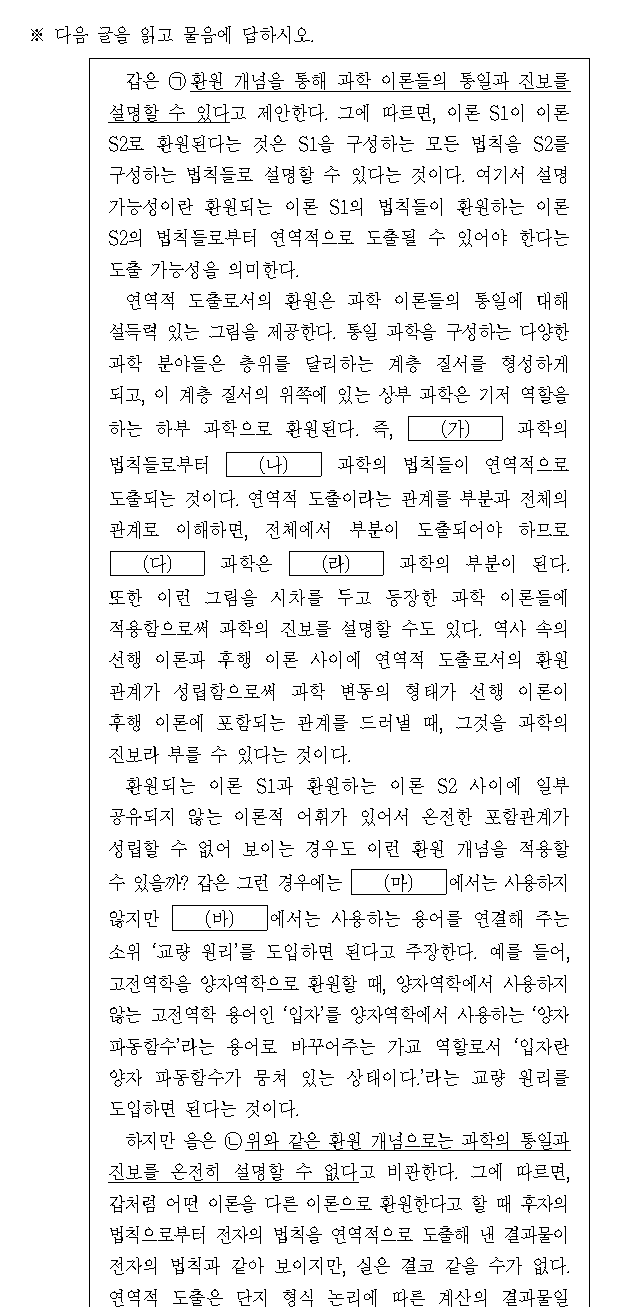 ※ 다음 글을 읽고 물음에 답하시오.
갑은 ㉠환원 개념을 통해 과학 이론들의 통일과 진보를
설명할 수 있다고 제안한다. 그에 따르면, 이론 S1이 이론
S2로 환원된다는 것은 S1을 구성하는 모든 법칙을 S2를
구성하는 법칙들로 설명할 수 있다는 것이다. 여기서 설명
가능성이란 환원되는 이론 S1의 법칙들이 환원하는 이론
S2의 법칙들로부터 연역적으로 도출될 수 있어야 한다는
도출 가능성을 의미한다.
연역적 도출로서의 환원은 과학 이론들의 통일에 대해
설득력 있는 그림을 제공한다. 통일 과학을 구성하는 다양한
과학 분야들은 층위를 달리하는 계층 질서를 형성하게
되고, 이 계층 질서의 위쪽에 있는 상부 과학은 기저 역할을
하는 하부 과학으로 환원된다. 즉, (가) 과학의
법칙들로부터 (나) 과학의 법칙들이 연역적으로
도출되는 것이다. 연역적 도출이라는 관계를 부분과 전체의
관계로 이해하면, 전체에서 부분이 도출되어야 하므로
(다) 과학은 (라) 과학의 부분이 된다.
또한 이런 그림을 시차를 두고 등장한 과학 이론들에
적용함으로써 과학의 진보를 설명할 수도 있다. 역사 속의
선행 이론과 후행 이론 사이에 연역적 도출로서의 환원
관계가 성립함으로써 과학 변동의 형태가 선행 이론이
후행 이론에 포함되는 관계를 드러낼 때, 그것을 과학의
진보라 부를 수 있다는 것이다.
환원되는 이론 S1과 환원하는 이론 S2 사이에 일부
공유되지 않는 이론적 어휘가 있어서 온전한 포함관계가
성립할 수 없어 보이는 경우도 이런 환원 개념을 적용할
수 있을까? 갑은 그런 경우에는 (마) 에서는 사용하지
않지만 (바) 에서는 사용하는 용어를 연결해 주는
소위 ‘교량 원리’를 도입하면 된다고 주장한다. 예를 들어,
고전역학을 양자역학으로 환원할 때, 양자역학에서 사용하지
않는 고전역학 용어인 ‘입자’를 양자역학에서 사용하는 ‘양자
파동함수’라는 용어로 바꾸어주는 가교 역할로서 ‘입자란
양자 파동함수가 뭉쳐 있는 상태이다.’라는 교량 원리를
도입하면 된다는 것이다.
하지만 을은 ㉡위와 같은 환원 개념으로는 과학의 통일과
진보를 온전히 설명할 수 없다고 비판한다. 그에 따르면,
갑처럼 어떤 이론을 다른 이론으로 환원한다고 할 때 후자의
법칙으로부터 전자의 법칙을 연역적으로 도출해 낸 결과물이
전자의 법칙과 같아 보이지만, 실은 결코 같을 수가 없다.
연역적 도출은 단지 형식 논리에 따른 계산의 결과물일